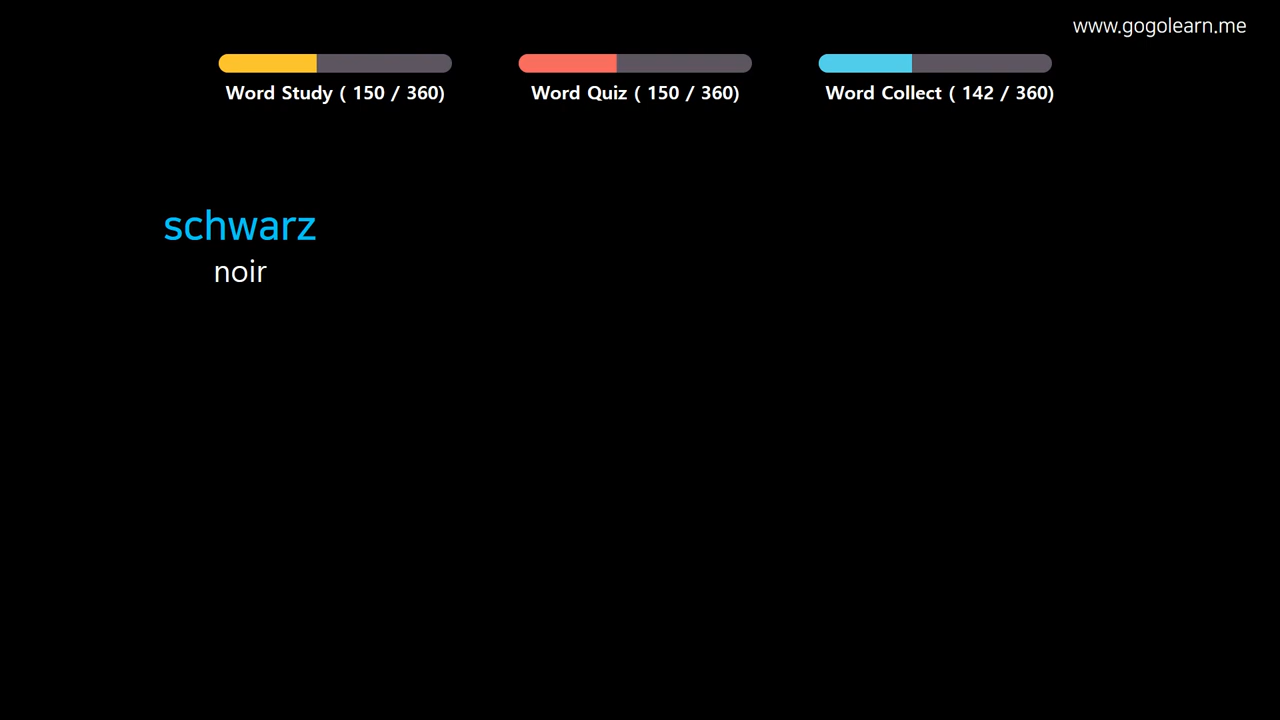 www.gogolearn.me
Word Study ( 150 / 360)
Word Quiz ( 150 / 360)
Word Collect ( 142 / 360)
schwarz
noir